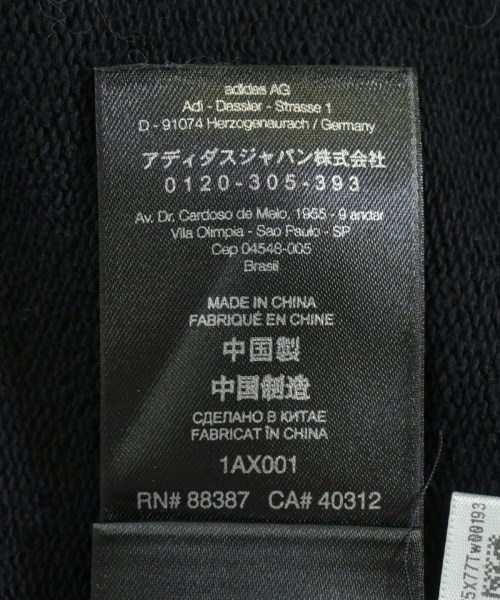 adidas AG
Adi - Dassler - Strasse 1
D - 91074 Herzogenaurach / Germany
アディダスジャパン株式会社
0120-305-393
Av. Dr. Cardoso de Melo, 1955 - 9 andar
Vila Olimpia - Sao Paulo - SP
Cep 04548-005
Brasil
MADE IN CHINA
FABRIQUÉ EN CHINE
中国製
中国制造
СДЕЛАНО В КИТАЕ
FABRICAT ÎN CHINA
1AX001
RN# 88387 CA# 40312
5X77Tw00193